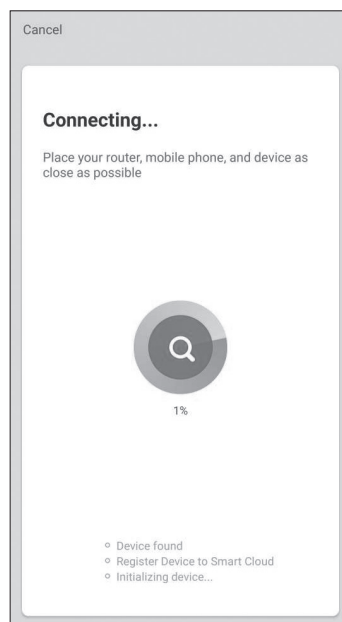 Cancel
Connecting...
Place your router, mobile phone, and device as
close as possible
1%
Device found
Register Device to Smart Cloud
Initializing device...